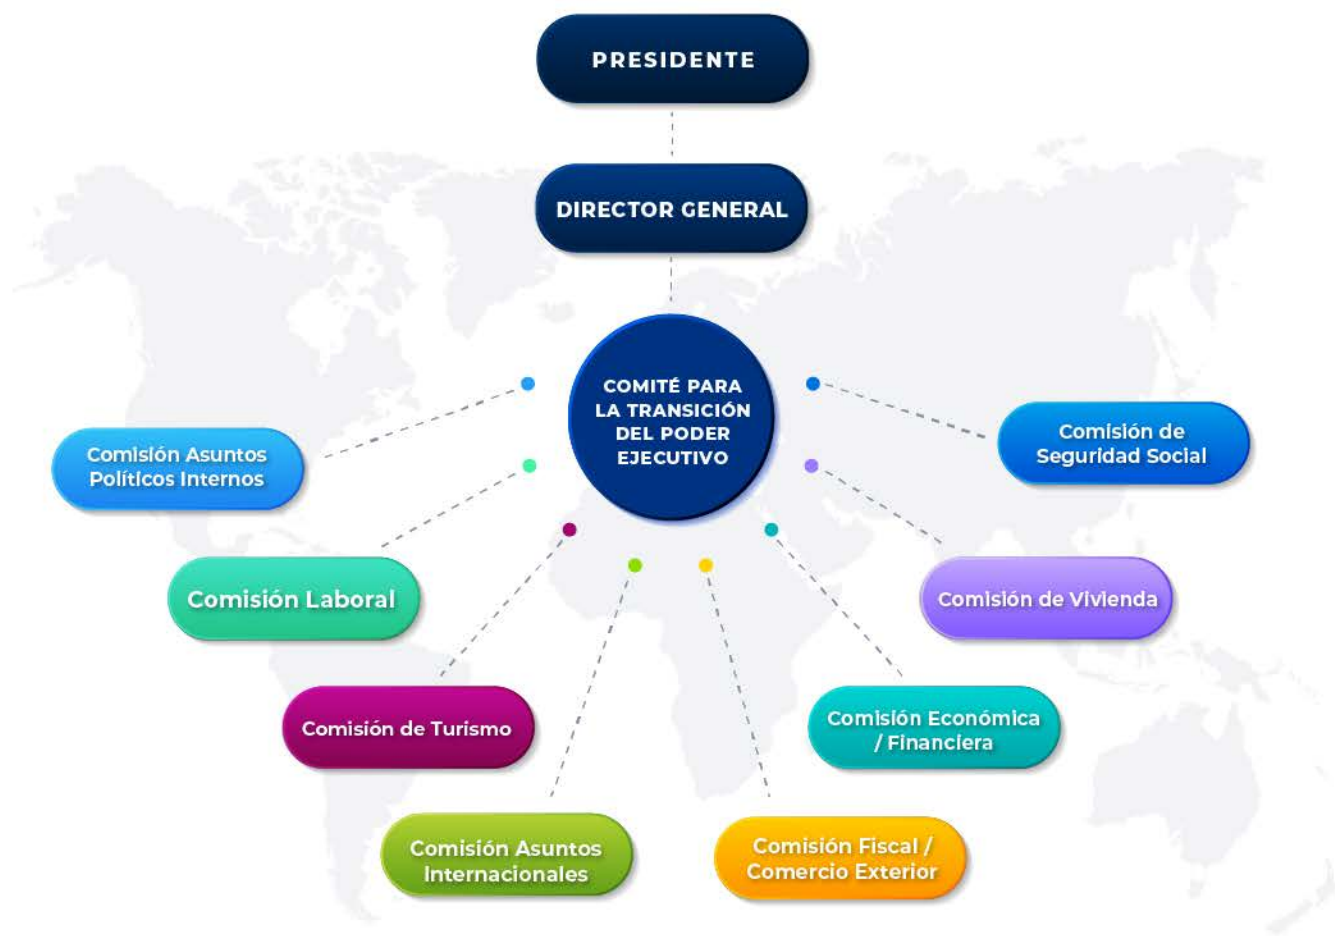 PRESIDENTE
DIRECTOR GENERAL
COMITÉ PARA
LA TRANSICIÓN
DEL PODER
EJECUTIVO
Comisión Asuntos
Políticos Internos
Comisión de
Seguridad Social
Comisión Laboral
Comisión de Vivienda
Comisión de Turismo
Comisión Económica
/ Financiera
Comisión Asuntos
Internacionales
Comisión Fiscal /
Comercio Exterior